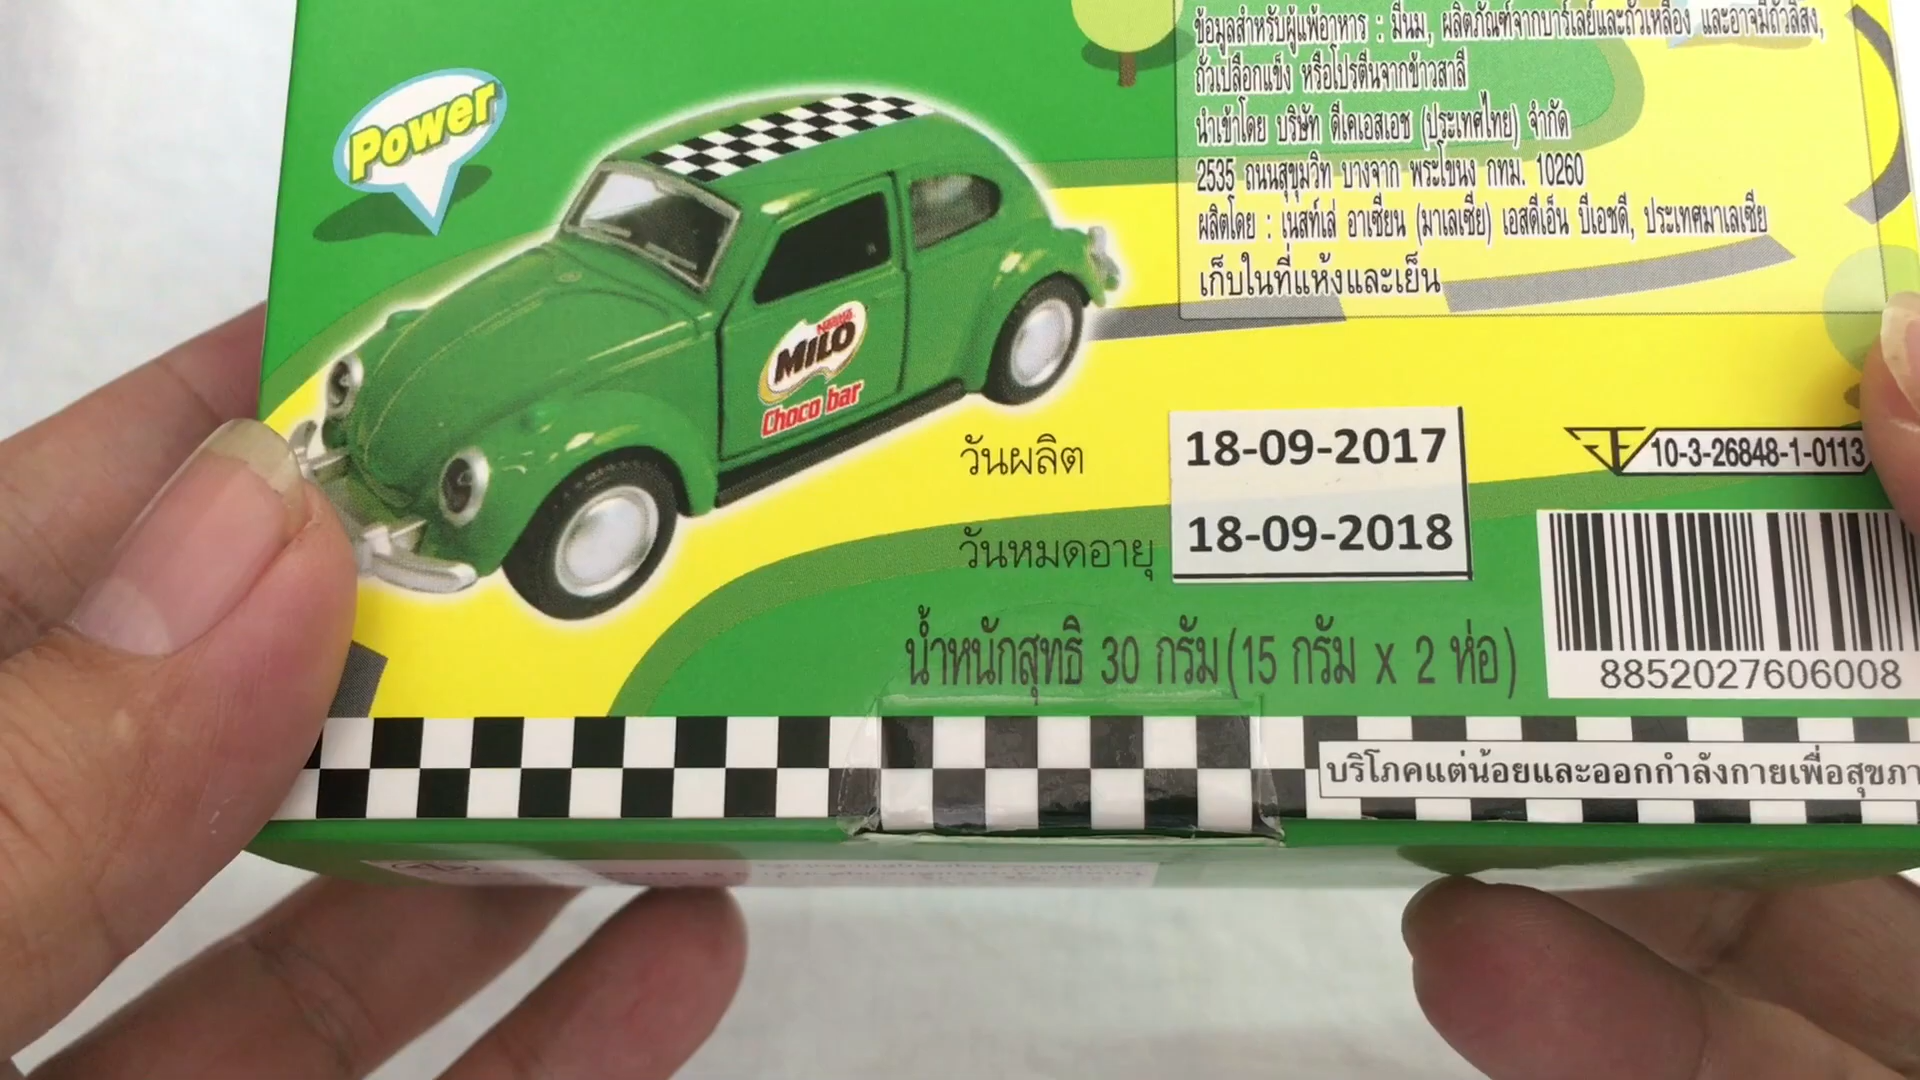 Power
ข้อมูลสำหรับผู้แพ้อาหาร : มีนม, ผลิตภัณฑ์จากบาร์เลย์และถั่วเหลือง และอาจมีถั่วลิสง,
ถั่วเปลือกแข็ง หรือโปรตีนจากข้าวสาลี
นำเข้าโดย บริษัท ดีเคเอสเอช (ประเทศไทย) จำกัด
2535 ถนนสุขุมวิท บางจาก พระโขนง กทม. 10260
ผลิตโดย : เนสท์เล่ อาเซียน (มาเลเซีย) เอสดีเอ็น บีเอชดี, ประเทศมาเลเซีย
เก็บในที่แห้งและเย็น
Nestlé
MILO
Choco bar
วันผลิต 18-09-2017
วันหมดอายุ 18-09-2018
10-3-26848-1-0113
น้ำหนักสุทธิ 30 กรัม(15 กรัม x 2 ห่อ)
8852027606008
บริโภคแต่น้อยและออกกำลังกายเพื่อสุขภา